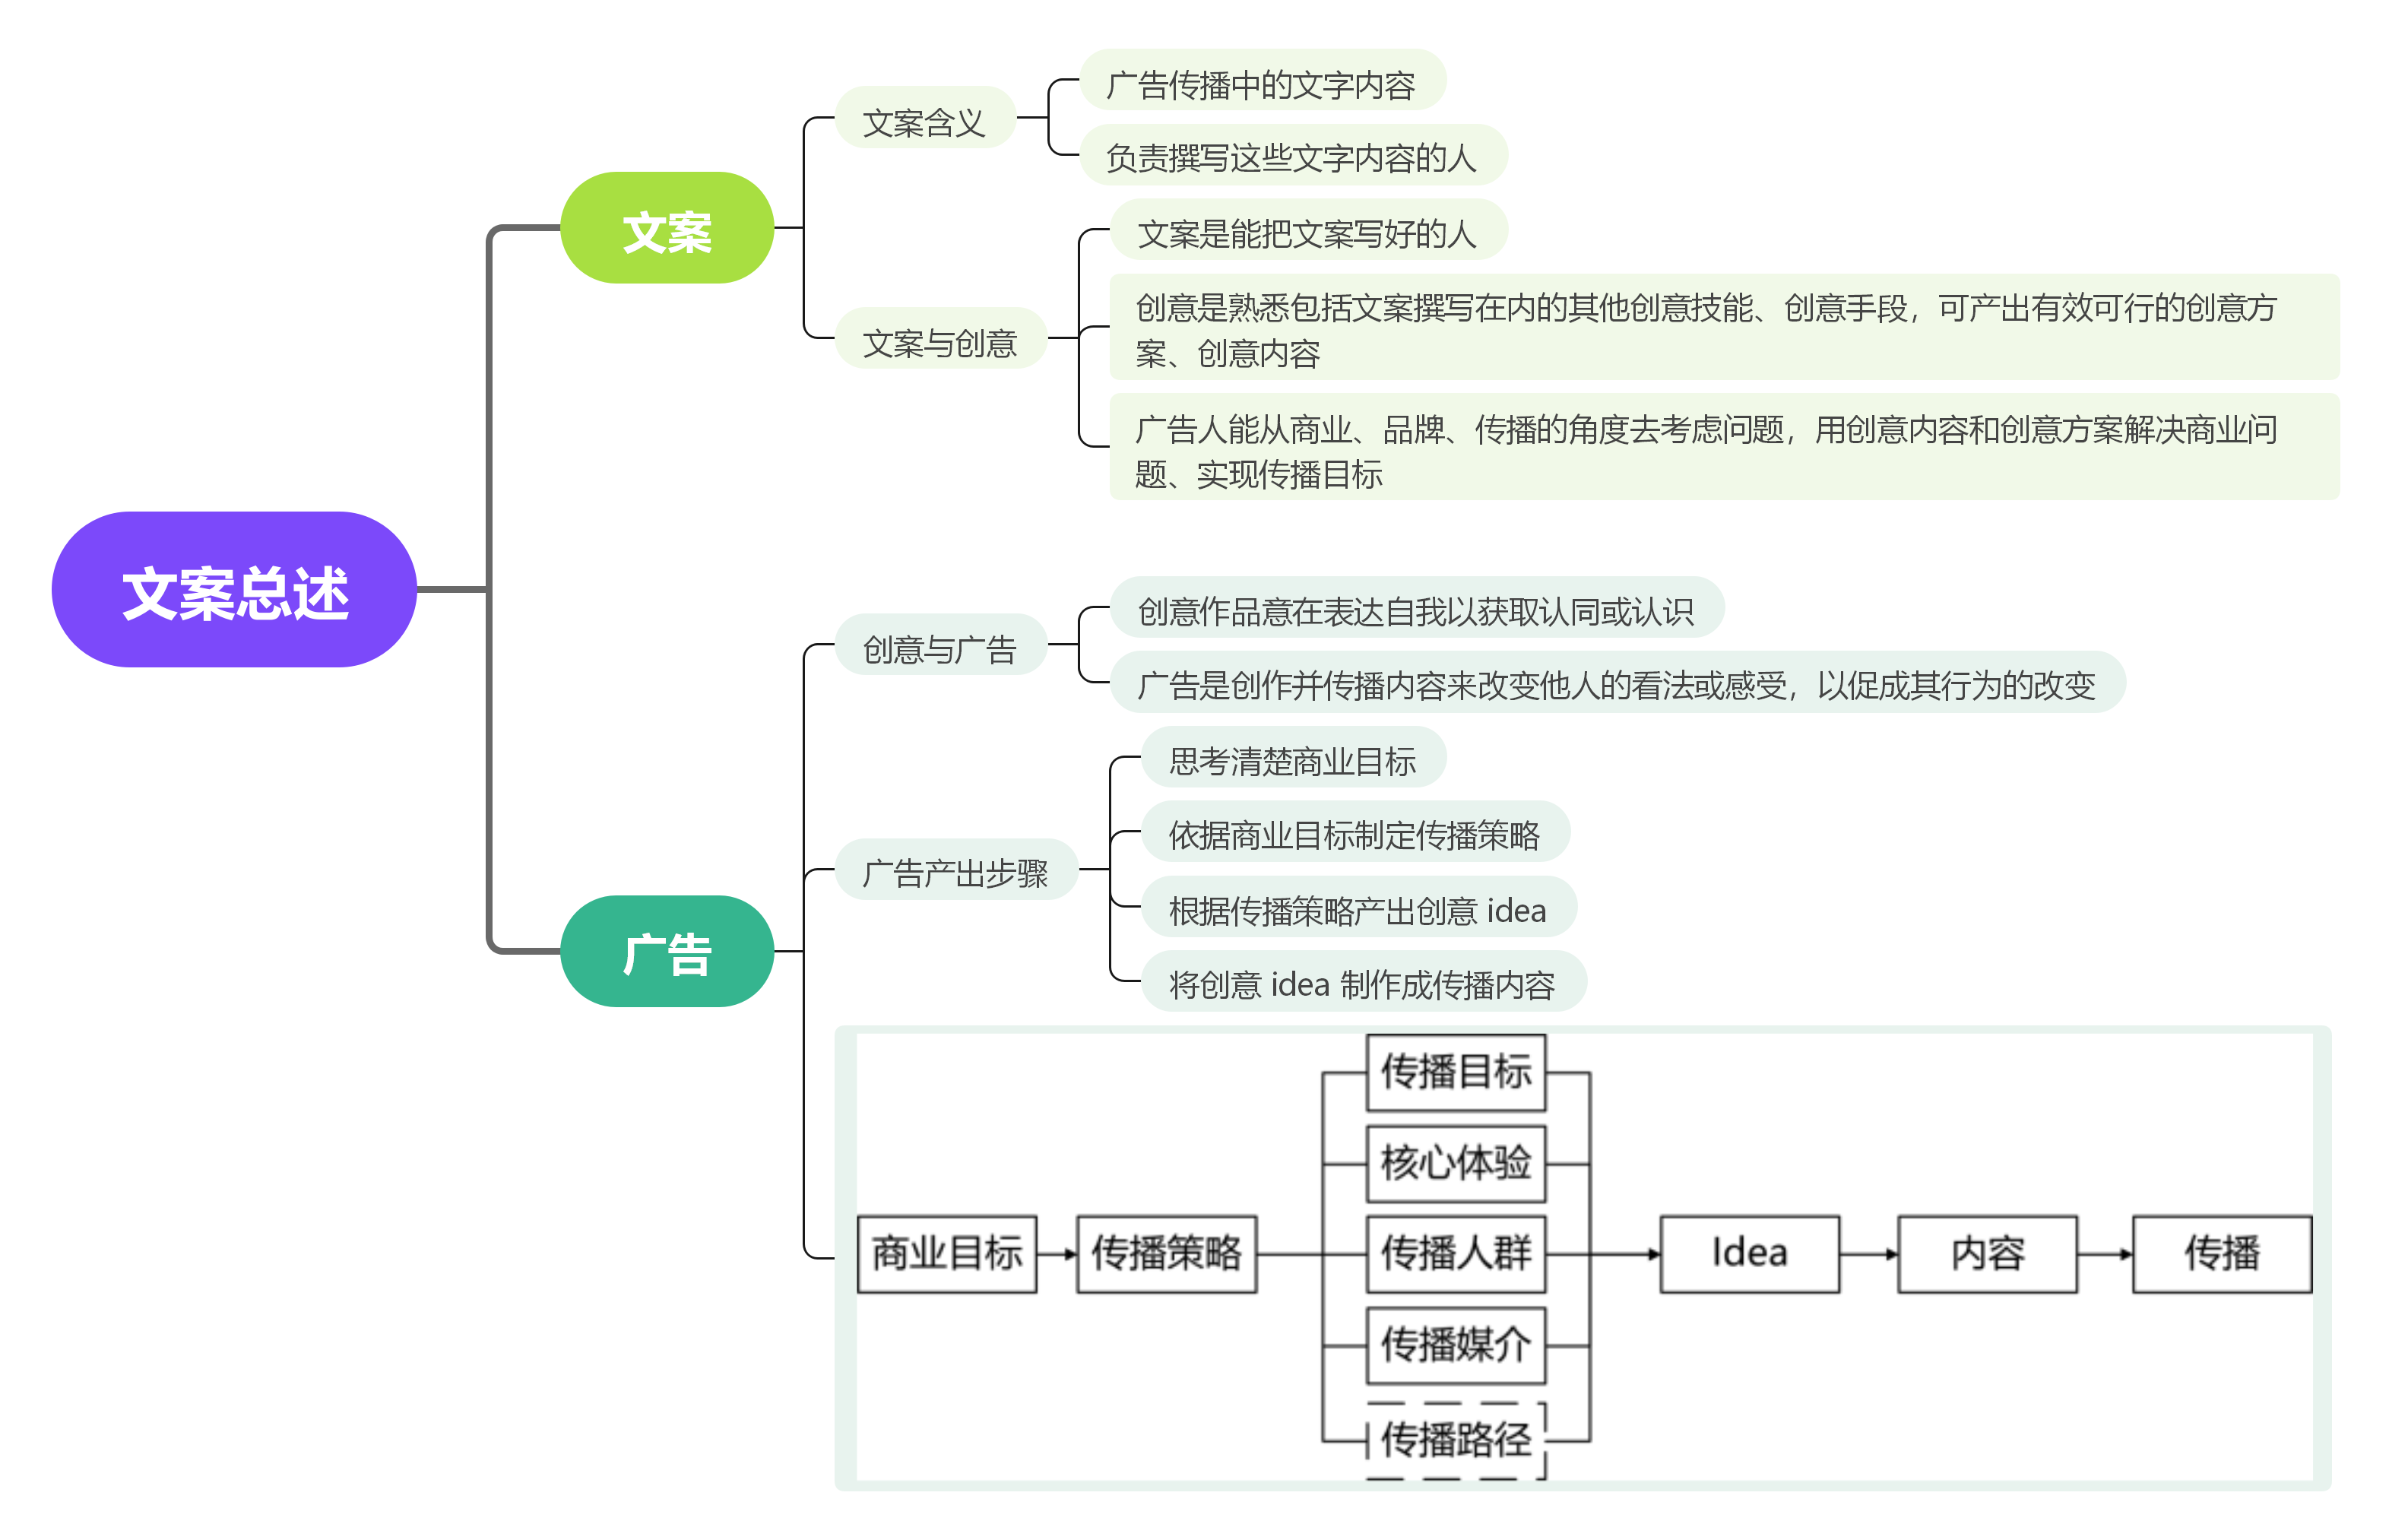 文案总述
文案
文案含义
广告传播中的文字内容
负责撰写这些文字内容的人
文案与创意
文案是能把文案写好的人
创意是熟悉包括文案撰写在内的其他创意技能、创意手段，可产出有效可行的创意方
案、创意内容
广告人能从商业、品牌、传播的角度去考虑问题，用创意内容和创意方案解决商业问
题、实现传播目标
广告
创意与广告
创意作品意在表达自我以获取认同或认识
广告是创作并传播内容来改变他人的看法或感受，以促成其行为的改变
广告产出步骤
思考清楚商业目标
依据商业目标制定传播策略
根据传播策略产出创意 idea
将创意 idea 制作成传播内容
商业目标
传播策略
传播目标
核心体验
传播人群
传播媒介
传播路径
Idea
内容
传播